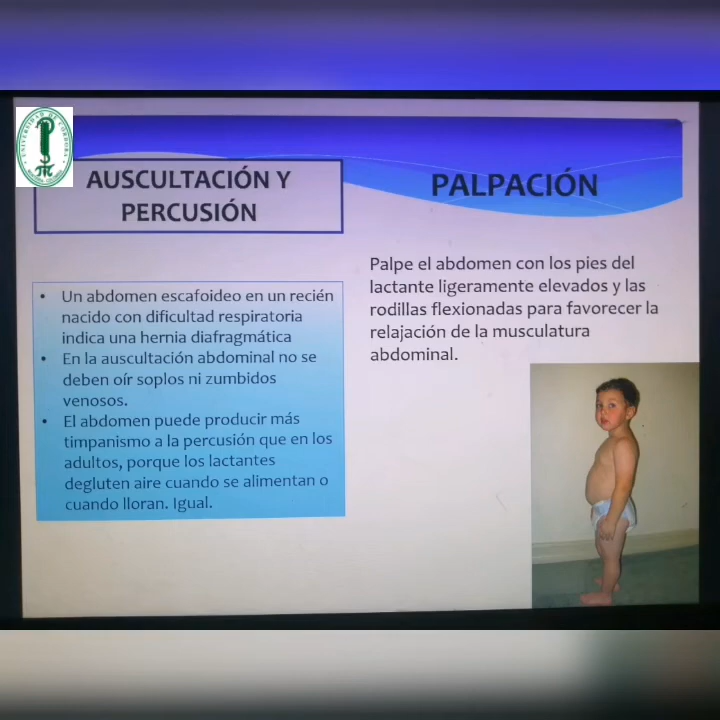 UNIVERSIDAD DE CÓRDOBA
AUSCULTACIÓN Y
PERCUSIÓN
• Un abdomen escafoideo en un recién
nacido con dificultad respiratoria
indica una hernia diafragmática
• En la auscultación abdominal no se
deben oír soplos ni zumbidos
venosos.
• El abdomen puede producir más
timpanismo a la percusión que en los
adultos, porque los lactantes
degluten aire cuando se alimentan o
cuando lloran. Igual.
PALPACIÓN
Palpe el abdomen con los pies del
lactante ligeramente elevados y las
rodillas flexionadas para favorecer la
relajación de la musculatura
abdominal.